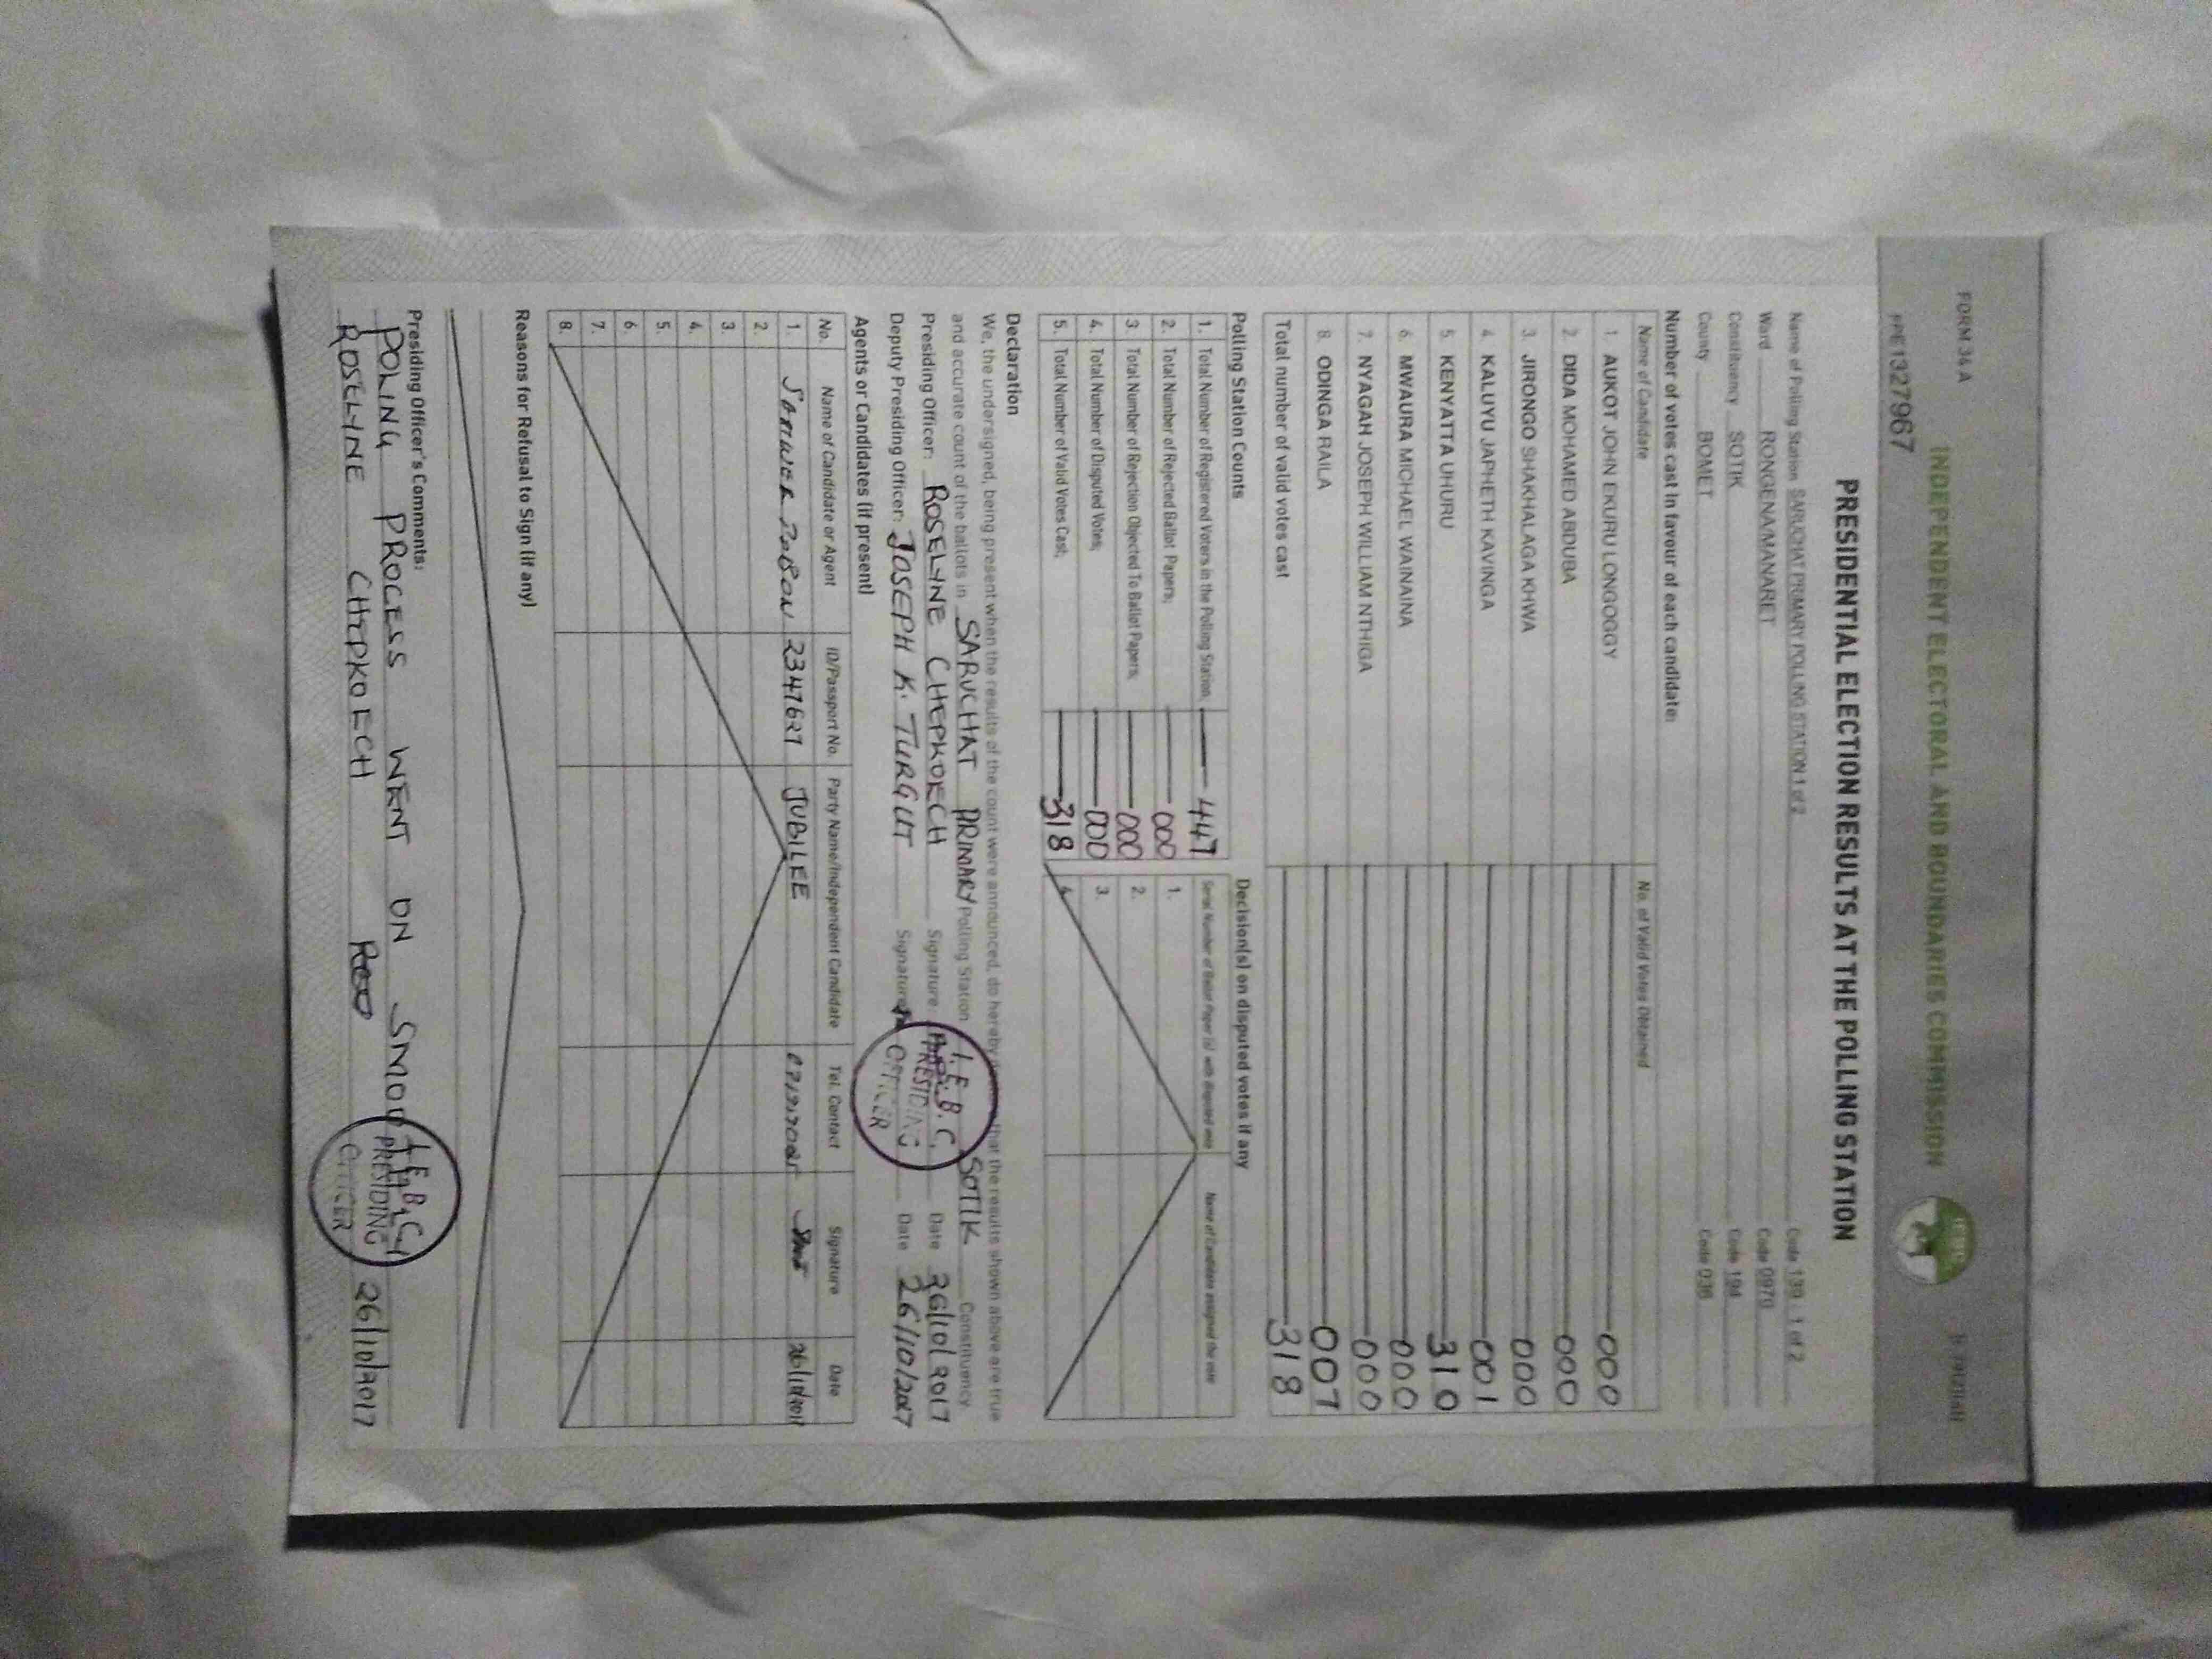 FORM 34 A
INDEPENDENT ELECTORAL AND BOUNDARIES COMMISSION
IEBC
PRESIDENTIAL ELECTION RESULTS AT THE POLLING STATION
Name of Polling Station SARUCHAT PRIMARY POLLING STATION 1 of 2 Code 139 - 1 of 2
Ward RONGENA/MANARET Code 0970
Constituency SOTIK Code 194
County BOMET Code 036
Number of votes cast in favour of each candidate:
Name of Candidate No. of Valid Votes Obtained
1. AUKOT JOHN EKURU LONGOGGY 000
2. DIDA MOHAMED ABDUBA 000
3. JIRONGO SHAKHALAGA KHWA 000
4. KALUYU JAPHETH KAVINGA 001
5. KENYATTA UHURU 310
6. MWAURA MICHAEL WAINAINA 000
7. NYAGAH JOSEPH WILLIAM NTHIGA 000
8. ODINGA RAILA 007
Total number of valid votes cast 318
Polling Station Counts Decision(s) on disputed votes if any
1. Total Number of Registered Voters in the Polling Station 447 Serial Number of Ballot Paper (s) with disputed vote Name of Candidate assigned the vote
2. Total Number of Rejected Ballot Papers; 000 1.
3. Total Number of Rejection Objected To Ballot Papers; 000 2.
4. Total Number of Disputed Votes; 000 3.
5. Total Number of Valid Votes Cast; 318 4.
Declaration
We, the undersigned, being present when the results of the count were announced, do hereby that the results shown above are true
and accurate count of the ballots in SARUCHAT PRIMARY Polling Station SOTIK Constituency
Presiding Officer: ROSELYNE CHEPKOECH Signature Date 26/10/2017
Deputy Presiding Officer: JOSEPH K. TURGUT Signature Date 26/10/2017
I.E.B.C.
PRESIDING
OFFICER
Agents or Candidates (if present)
No. Name of Candidate or Agent ID/Passport No. Party Name/Independent Candidate Tel. Contact Signature Date
1. 23471627 JUBILEE 26/10/2017
2.
3.
4.
5.
6.
7.
8.
Reasons for Refusal to Sign (if any)
Presiding Officer's Comments:
POLING PROCESS WENT ON
ROSELYNE CHEPKOECH 26/10/2017
I.E.B.C.
PRESIDING
OFFICER